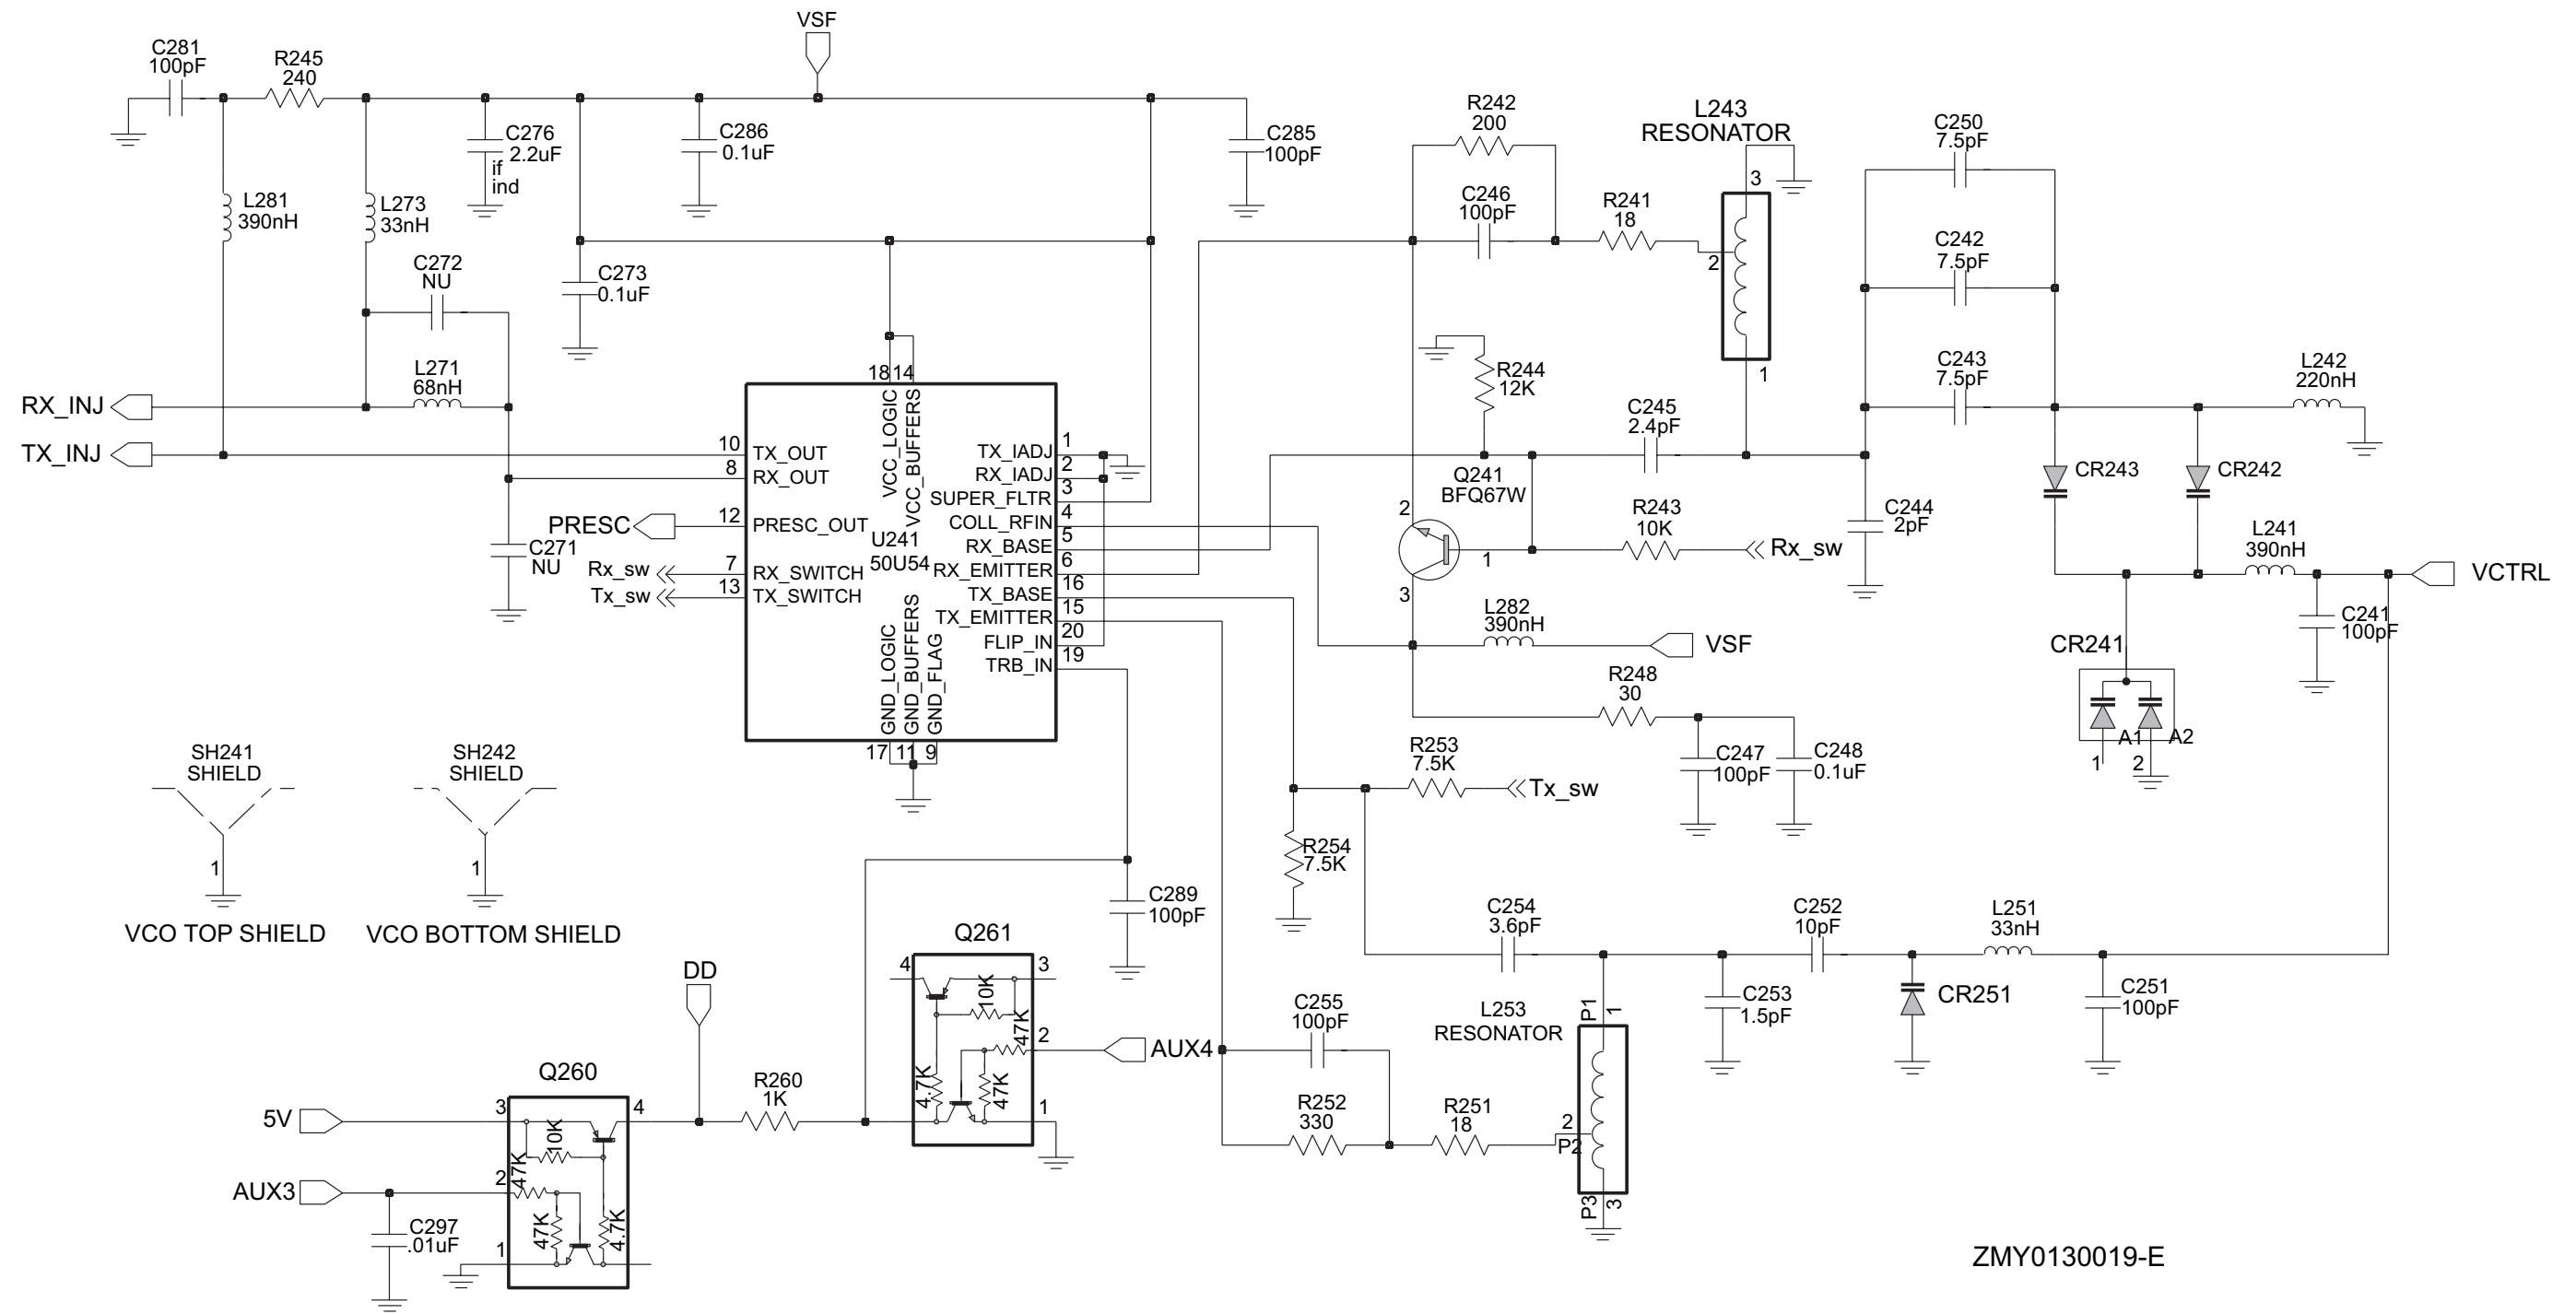 VSF
C281
100pF
R245
240
C276
2.2uF
if
ind
C286
0.1uF
C285
100pF
L281
390nH
L273
33nH
C272
NU
C273
0.1uF
L271
68nH
RX_INJ
TX_INJ
PRESC
Rx_sw
Tx_sw
C271
NU
18
14
VCC_LOGIC
VCC_BUFFERS
10
TX_OUT
8
RX_OUT
12
PRESC_OUT
7
RX_SWITCH
13
TX_SWITCH
U241
50U54
TX_IADJ
1
RX_IADJ
2
SUPER_FLTR
3
COLL_RFIN
4
RX_BASE
5
RX_EMITTER
6
TX_BASE
16
TX_EMITTER
15
FLIP_IN
20
TRB_IN
19
GND_LOGIC
GND_BUFFERS
GND_FLAG
17
11
9
R242
200
C246
100pF
R241
18
L243
RESONATOR
3
2
1
R244
12K
C245
2.4pF
Q241
BFQ67W
2
1
3
R243
10K
Rx_sw
L282
390nH
VSF
R248
30
C247
100pF
C248
0.1uF
C250
7.5pF
C242
7.5pF
C243
7.5pF
L242
220nH
CR243
CR242
C244
2pF
L241
390nH
VCTRL
C241
100pF
CR241
A1
A2
1
2
R253
7.5K
Tx_sw
R254
7.5K
SH241
SHIELD
1
VCO TOP SHIELD
SH242
SHIELD
1
VCO BOTTOM SHIELD
C289
100pF
C254
3.6pF
C252
10pF
L251
33nH
C253
1.5pF
CR251
C251
100pF
L253
RESONATOR
P1
1
2
P2
P3
3
C255
100pF
R252
330
R251
18
Q261
4
3
10K
47K
2
AUX4
4.7K
47K
1
DD
R260
1K
Q260
5V
3
4
10K
47K
AUX3
2
47K
4.7K
1
C297
.01uF
ZMY0130019-E